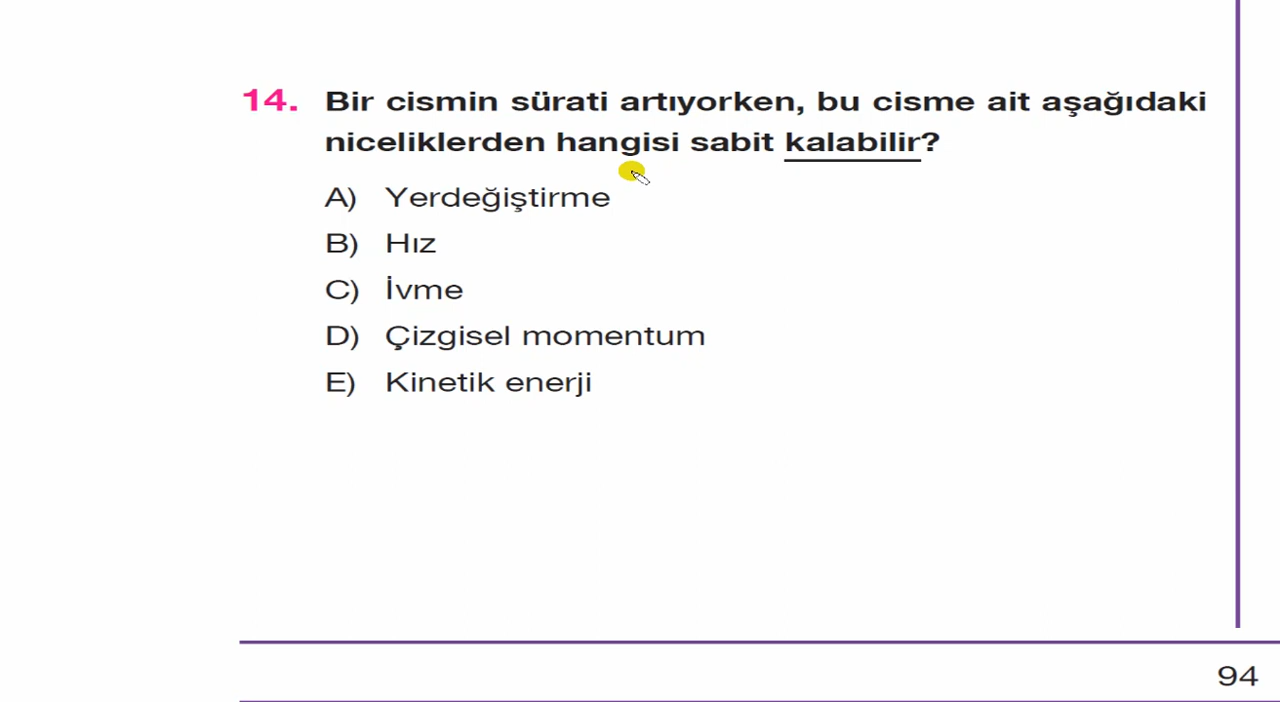 14. Bir cismin sürati artıyorken, bu cisme ait aşağıdaki
niceliklerden hangisi sabit kalabilir?
A) Yerdeğiştirme
B) Hız
C) İvme
D) Çizgisel momentum
E) Kinetik enerji
94